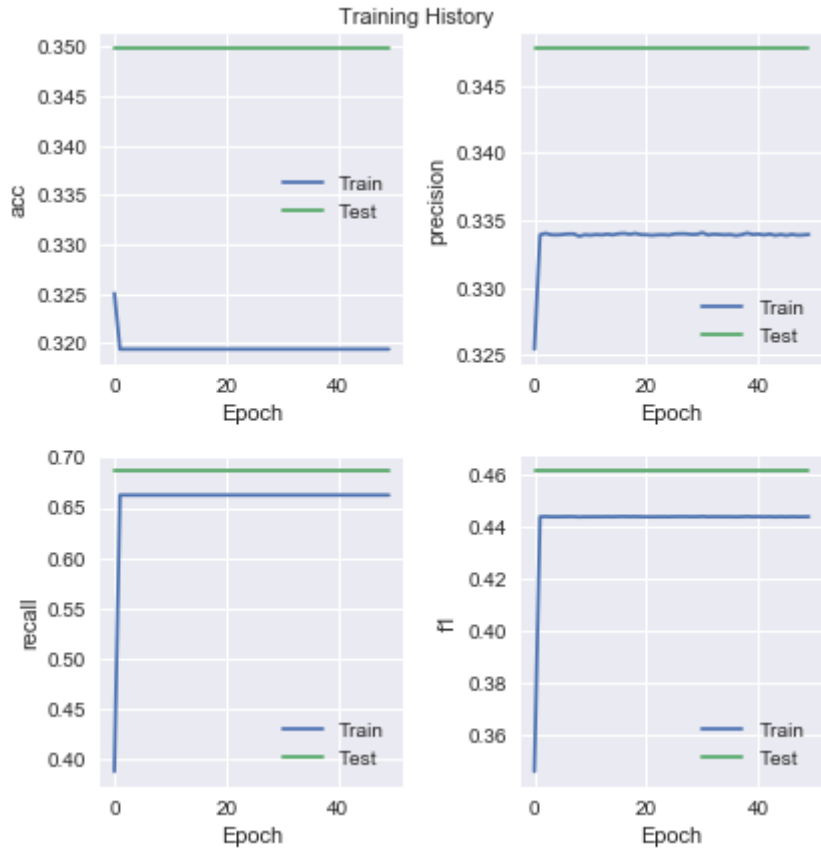 Training History
0.350
0.345
0.340
0.335
0.330
0.325
0.320
acc
Train
Test
0 20 40
Epoch
0.345
0.340
0.335
0.330
0.325
precision
Train
Test
0 20 40
Epoch
0.70
0.65
0.60
0.55
0.50
0.45
0.40
recall
Train
Test
0 20 40
Epoch
0.46
0.44
0.42
0.40
0.38
0.36
f1
Train
Test
0 20 40
Epoch